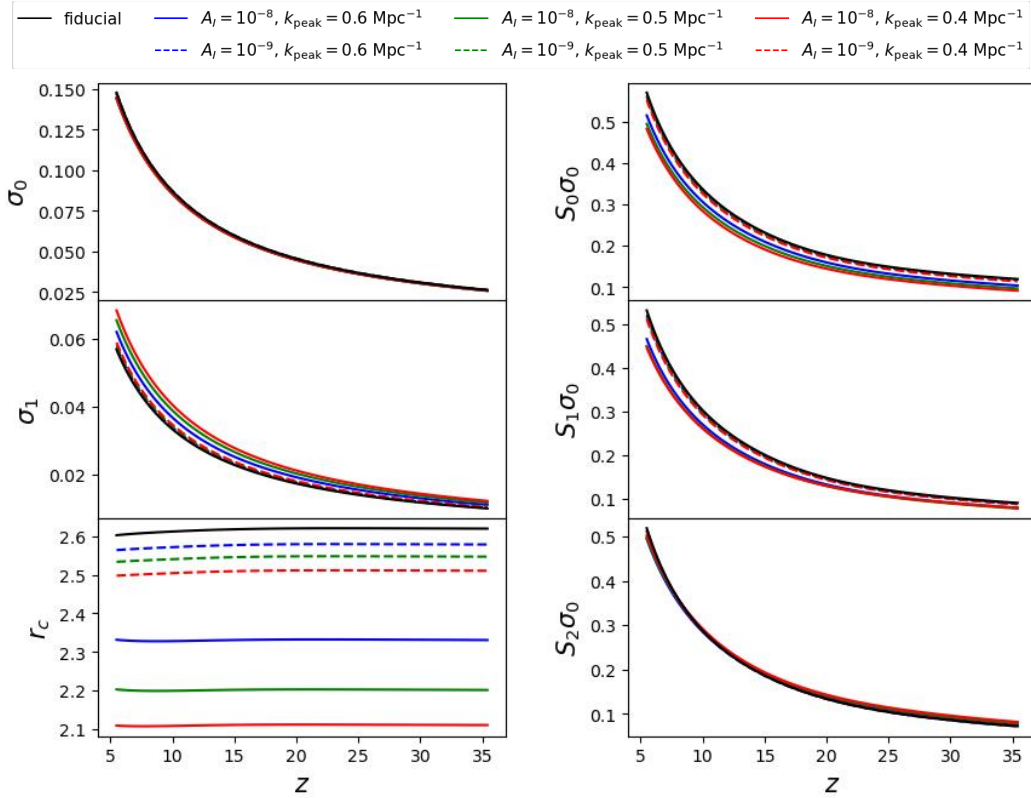 fiducial
A_I = 10⁻⁸, k_peak = 0.6 Mpc⁻¹
A_I = 10⁻⁹, k_peak = 0.6 Mpc⁻¹
A_I = 10⁻⁸, k_peak = 0.5 Mpc⁻¹
A_I = 10⁻⁹, k_peak = 0.5 Mpc⁻¹
A_I = 10⁻⁸, k_peak = 0.4 Mpc⁻¹
A_I = 10⁻⁹, k_peak = 0.4 Mpc⁻¹
σ₀
0.150
0.125
0.100
0.075
0.050
0.025
S₀σ₀
0.5
0.4
0.3
0.2
0.1
σ₁
0.06
0.04
0.02
S₁σ₀
0.5
0.4
0.3
0.2
0.1
r_c
2.6
2.5
2.4
2.3
2.2
2.1
5 10 15 20 25 30 35
z
S₂σ₀
0.5
0.4
0.3
0.2
0.1
5 10 15 20 25 30 35
z